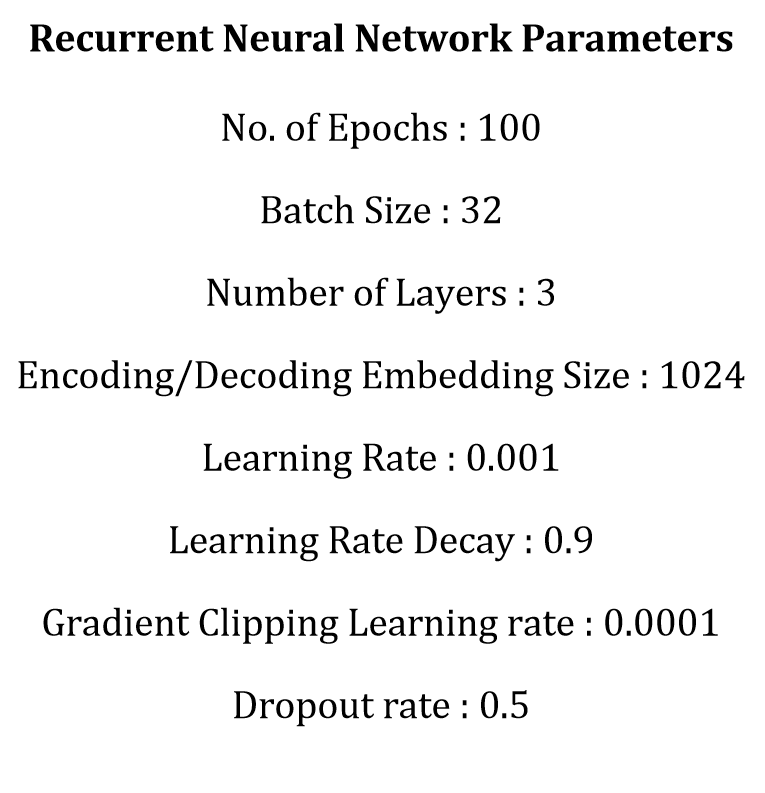 Recurrent Neural Network Parameters
No. of Epochs : 100
Batch Size : 32
Number of Layers : 3
Encoding/Decoding Embedding Size : 1024
Learning Rate : 0.001
Learning Rate Decay : 0.9
Gradient Clipping Learning rate : 0.0001
Dropout rate : 0.5